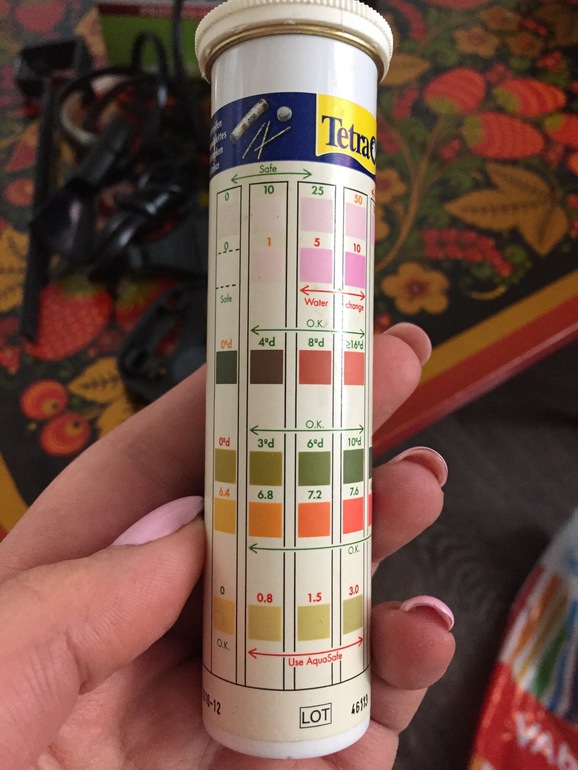 Tetra
Safe
0 10 25 50
0 1 5 10
Safe Water change
O.K.
0°d 4°d 8°d ≥16°d
O.K.
0°d 3°d 6°d 10°d
6.4 6.8 7.2 7.6
O.K.
0 0.8 1.5 3.0
O.K.
Use AquaSafe
LOT